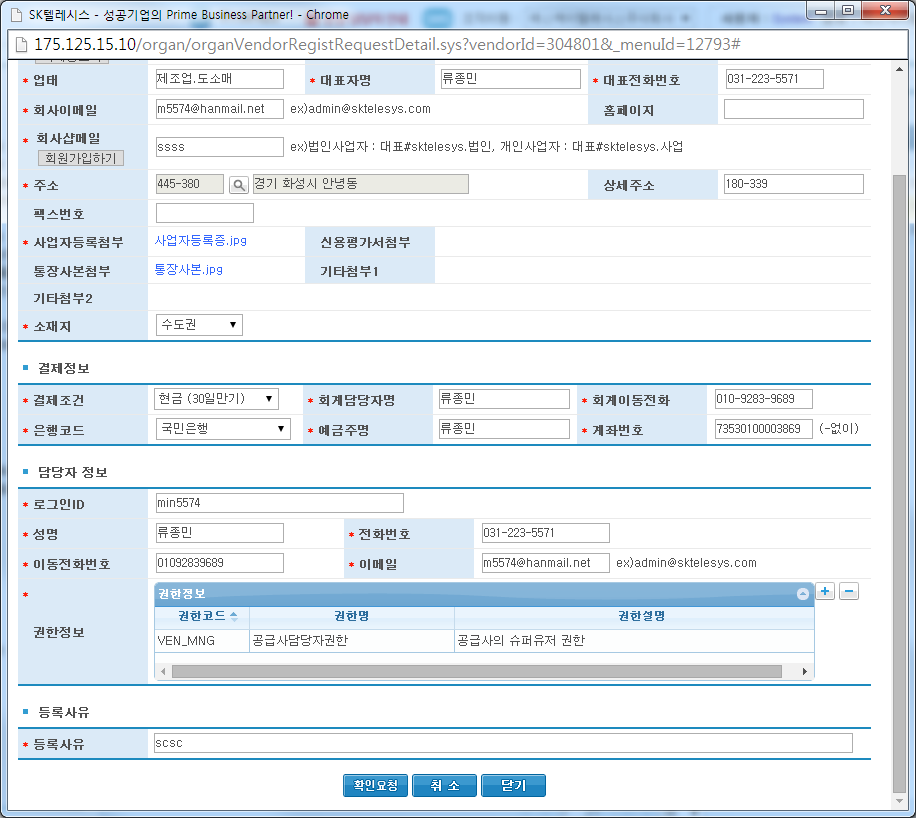 SK텔레시스 - 성공기업의 Prime Business Partner! - Chrome
175.125.15.10/organ/organVendorRegistRequestDetail.sys?vendorId=304801&_menuId=12793#
* 업태 제조업.도소매 * 대표자명 류종민 * 대표전화번호 031-223-5571
* 회사이메일 m5574@hanmail.net ex)admin@sktelesys.com 홈페이지
* 회사샵메일 ssss ex)법인사업자 : 대표#sktelesys.법인, 개인사업자 : 대표#sktelesys.사업
회원가입하기
* 주소 445-380 경기 화성시 안녕동 상세주소 180-339
팩스번호
* 사업자등록첨부 사업자등록증.jpg 신용평가서첨부
통장사본첨부 통장사본.jpg 기타첨부1
기타첨부2
* 소재지 수도권
결제정보
* 결제조건 현금 (30일만기) * 회계담당자명 류종민 * 회계이동전화 010-9283-9689
* 은행코드 국민은행 * 예금주명 류종민 * 계좌번호 73530100003869 (-없이)
담당자 정보
* 로그인ID min5574
* 성명 류종민 * 전화번호 031-223-5571
* 이동전화번호 01092839689 * 이메일 m5574@hanmail.net ex)admin@sktelesys.com
* 권한정보
권한정보
권한코드 권한명 권한설명
VEN_MNG 공급사담당자권한 공급사의 슈퍼유저 권한
등록사유
* 등록사유 scsc
확인요청 취 소 닫기